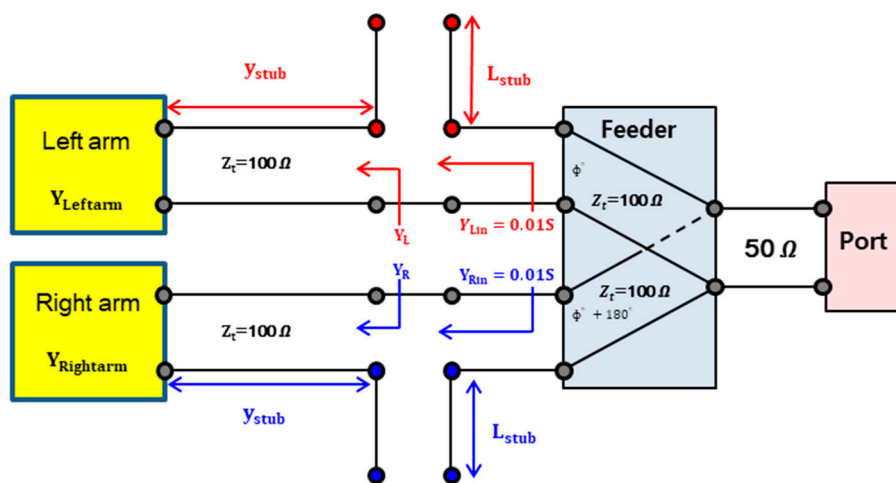 y_stub
L_stub
Left arm
Y_Leftarm
Z_t=100 Ω
Y_L
Y_Lin = 0.01S
Feeder
ϕ°
Z_t=100 Ω
50 Ω
Port
Right arm
Y_Rightarm
Z_t=100 Ω
Y_R
Y_Rin = 0.01S
Z_t=100 Ω
ϕ° + 180°
y_stub
L_stub